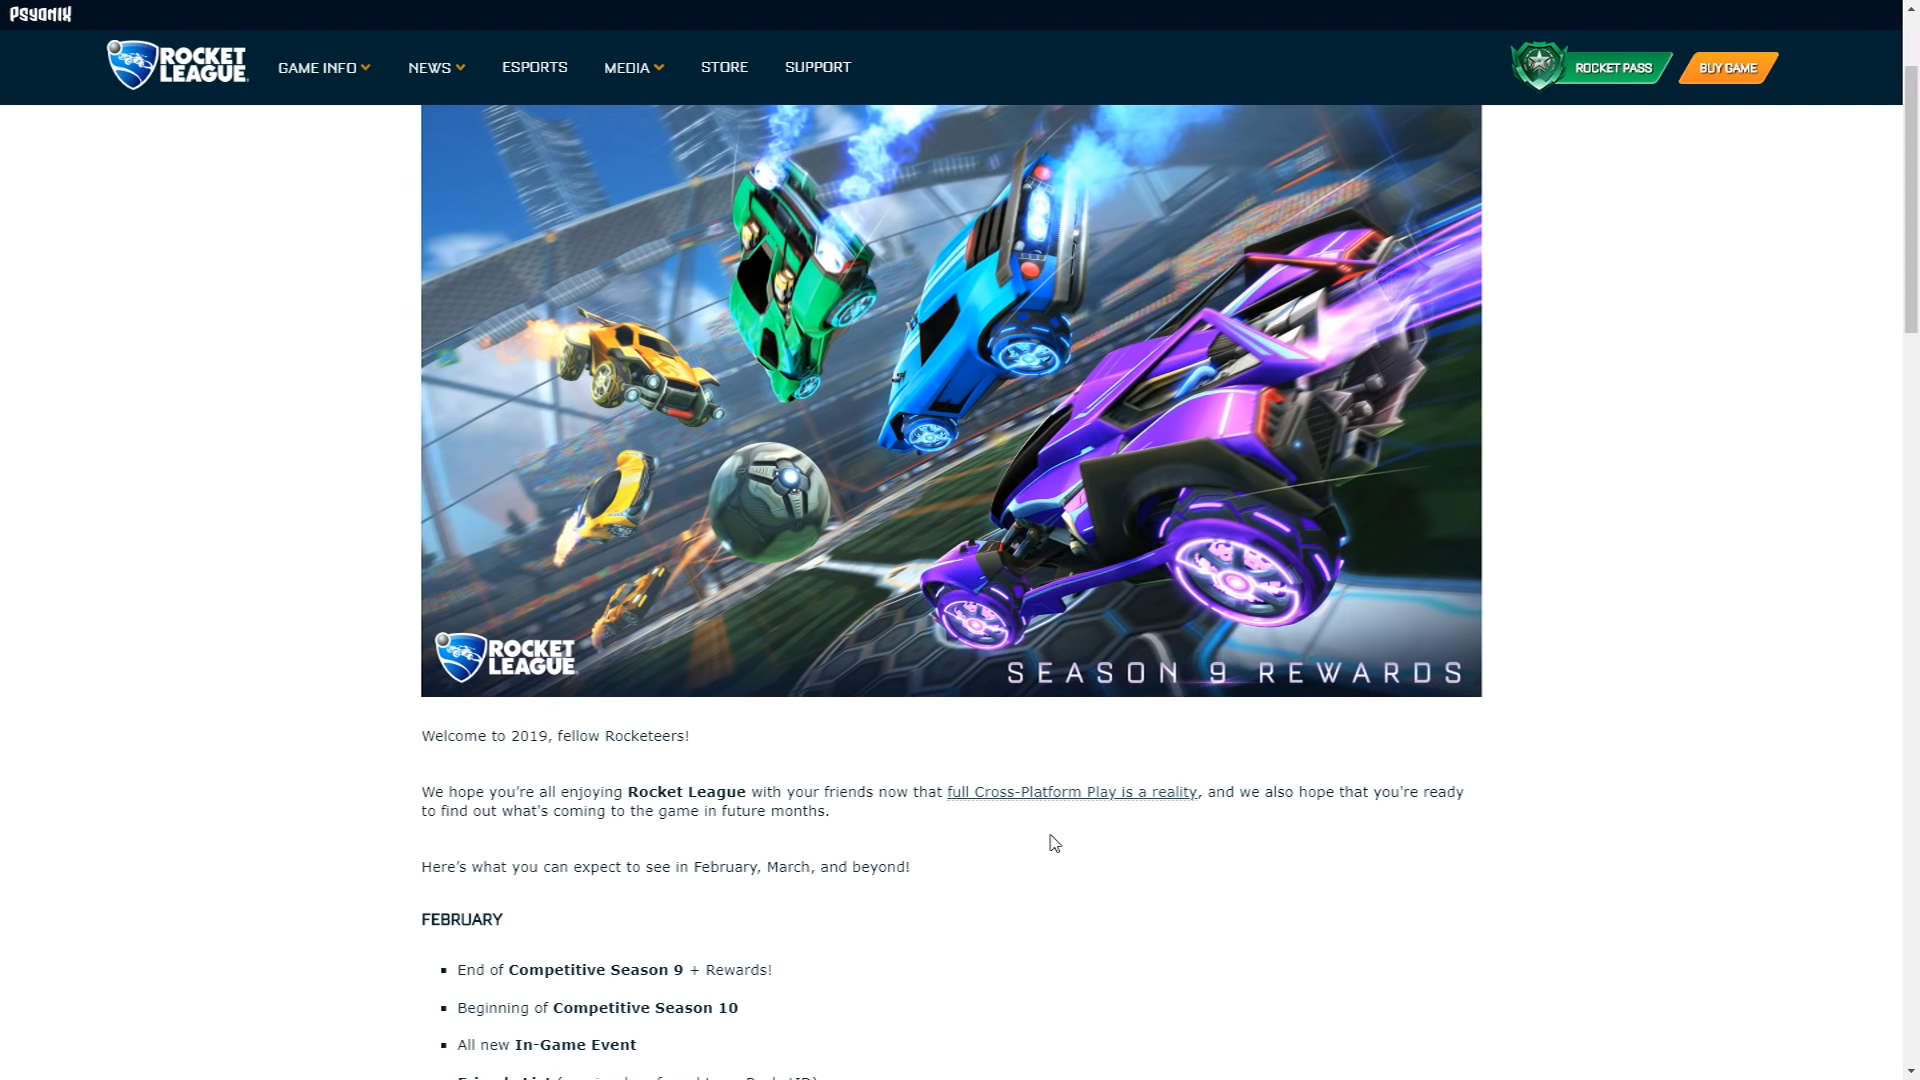 PSYONIX
ROCKET LEAGUE
GAME INFO NEWS ESPORTS MEDIA STORE SUPPORT ROCKET PASS BUY GAME
ROCKET LEAGUE
SEASON 9 REWARDS
Welcome to 2019, fellow Rocketeers!
We hope you’re all enjoying Rocket League with your friends now that full Cross-Platform Play is a reality, and we also hope that you're ready
to find out what's coming to the game in future months.
Here’s what you can expect to see in February, March, and beyond!
FEBRUARY
▪ End of Competitive Season 9 + Rewards!
▪ Beginning of Competitive Season 10
▪ All new In-Game Event